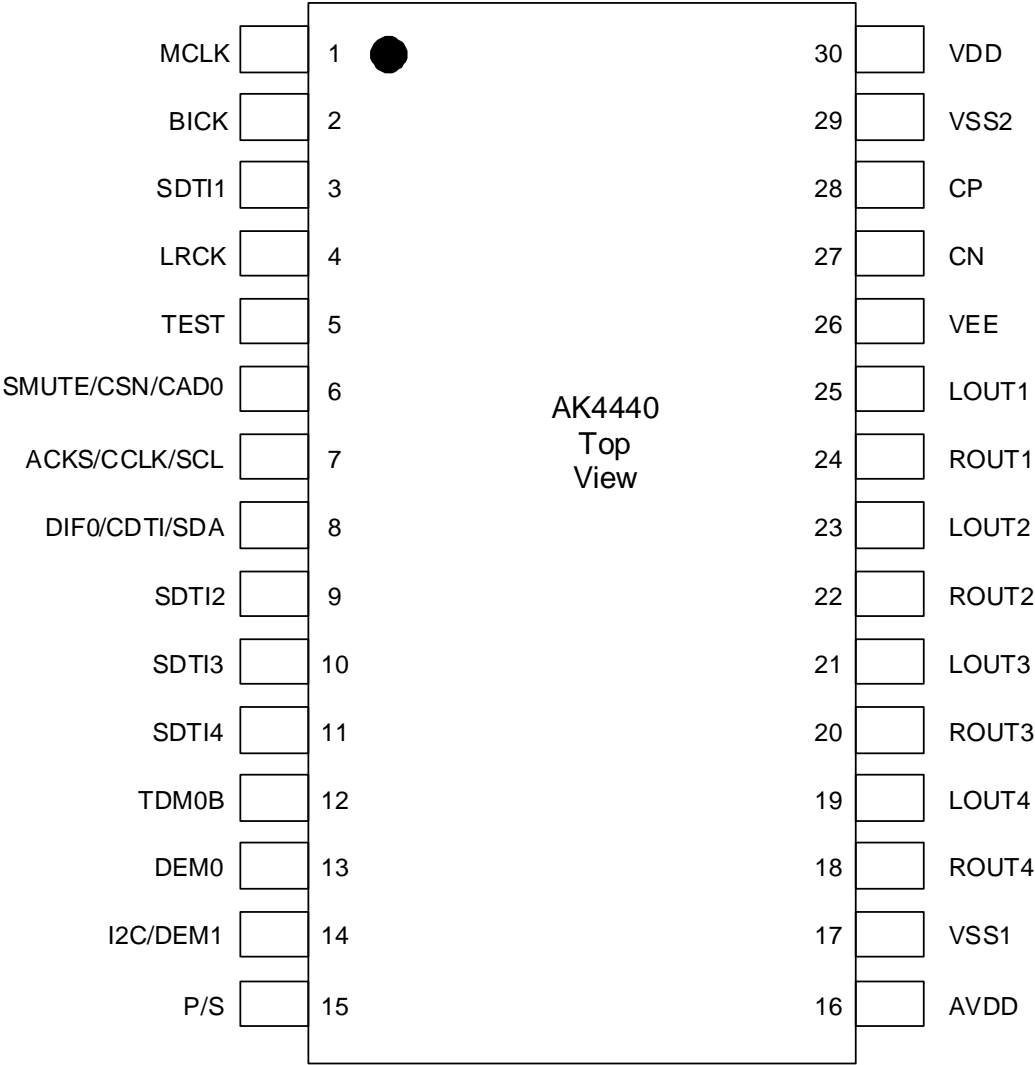 MCLK 1 30 VDD
BICK 2 29 VSS2
SDTI1 3 28 CP
LRCK 4 27 CN
TEST 5 26 VEE
SMUTE/CSN/CAD0 6 25 LOUT1
AK4440
Top
View
ACKS/CCLK/SCL 7 24 ROUT1
DIF0/CDTI/SDA 8 23 LOUT2
SDTI2 9 22 ROUT2
SDTI3 10 21 LOUT3
SDTI4 11 20 ROUT3
TDM0B 12 19 LOUT4
DEM0 13 18 ROUT4
I2C/DEM1 14 17 VSS1
P/S 15 16 AVDD